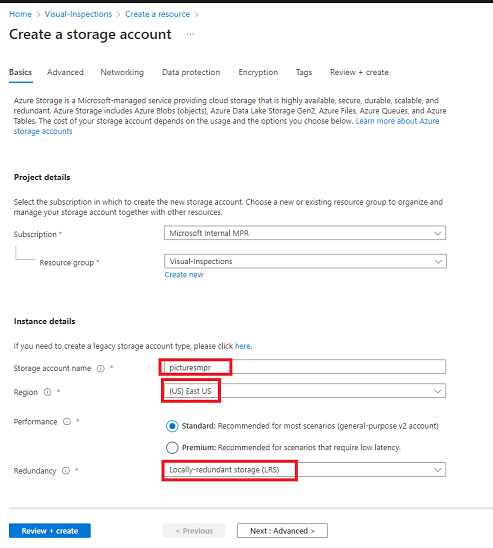 Home > Visual-Inspections > Create a resource >
Create a storage account ...
Basics Advanced Networking Data protection Encryption Tags Review + create
Azure Storage is a Microsoft-managed service providing cloud storage that is highly available, secure, durable, scalable, and
redundant. Azure Storage includes Azure Blobs (objects), Azure Data Lake Storage Gen2, Azure Files, Azure Queues, and Azure
Tables. The cost of your storage account depends on the usage and the options you choose below. Learn more about Azure
storage accounts
Project details
Select the subscription in which to create the new storage account. Choose a new or existing resource group to organize and
manage your storage account together with other resources.
Subscription *
Microsoft Internal MPR
Resource group *
Visual-Inspections
Create new
Instance details
If you need to create a legacy storage account type, please click here.
Storage account name *
picturesmpr
Region *
(US) East US
Performance *
Standard: Recommended for most scenarios (general-purpose v2 account)
Premium: Recommended for scenarios that require low latency.
Redundancy *
Locally-redundant storage (LRS)
Review + create
< Previous
Next : Advanced >